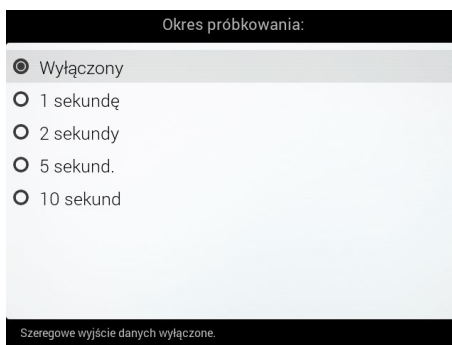 Okres próbkowania:
Wyłączony
1 sekundę
2 sekundy
5 sekund.
10 sekund
Szeregowe wyjście danych wyłączone.